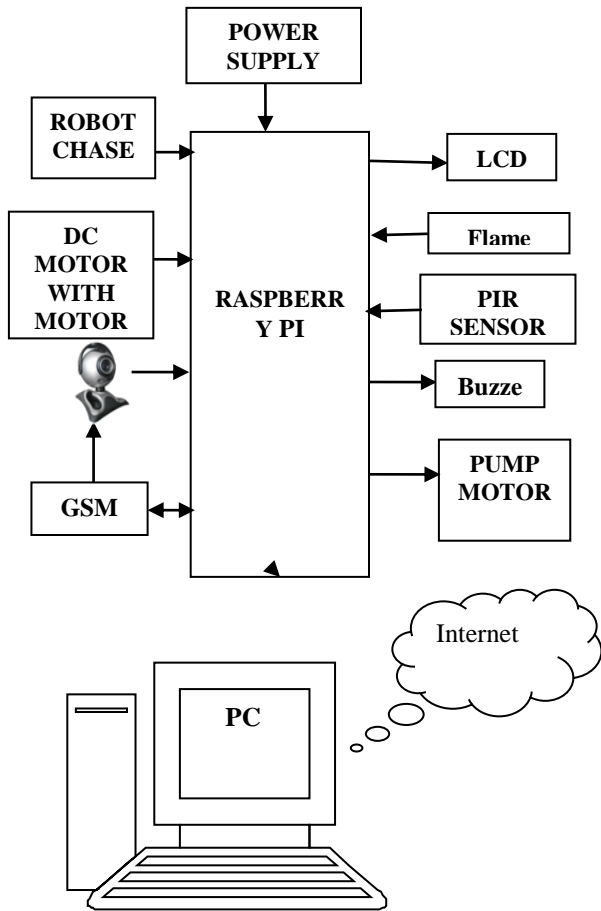 POWER
SUPPLY
ROBOT
CHASE
LCD
DC
MOTOR
WITH
MOTOR
Flame
RASPBERR
Y PI
PIR
SENSOR
Buzze
PUMP
MOTOR
GSM
Internet
PC